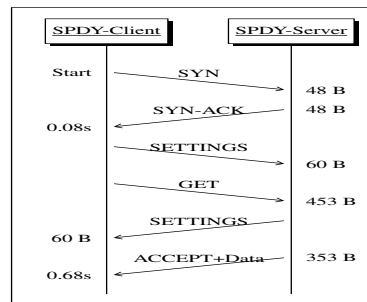 SPDY-Client SPDY-Server
Start SYN
48 B
SYN-ACK 48 B
0.08s
SETTINGS
60 B
GET
453 B
SETTINGS
60 B
ACCEPT+Data 353 B
0.68s